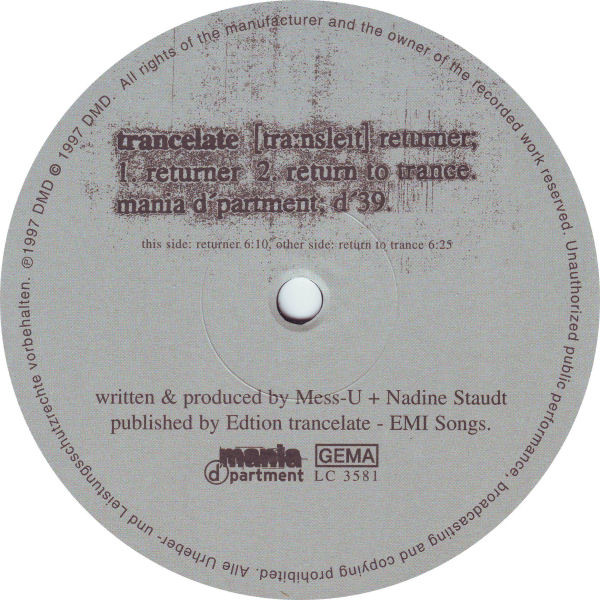 trancelate [tra:nsleit] returner;
1. returner 2. return to trance.
mania d'partment; d'39.
this side: returner 6:10, other side: return to trance 6:25
written & produced by Mess-U + Nadine Staudt
published by Edtion trancelate - EMI Songs.
mania
d'partment
GEMA
LC 3581
℗1997 DMD © 1997 DMD. All rights of the manufacturer and the owner of the recorded work reserved. Unauthorized public performance, broadcasting and copying prohibited. Alle Urheber- und Leistungsschutzrechte vorbehalten.